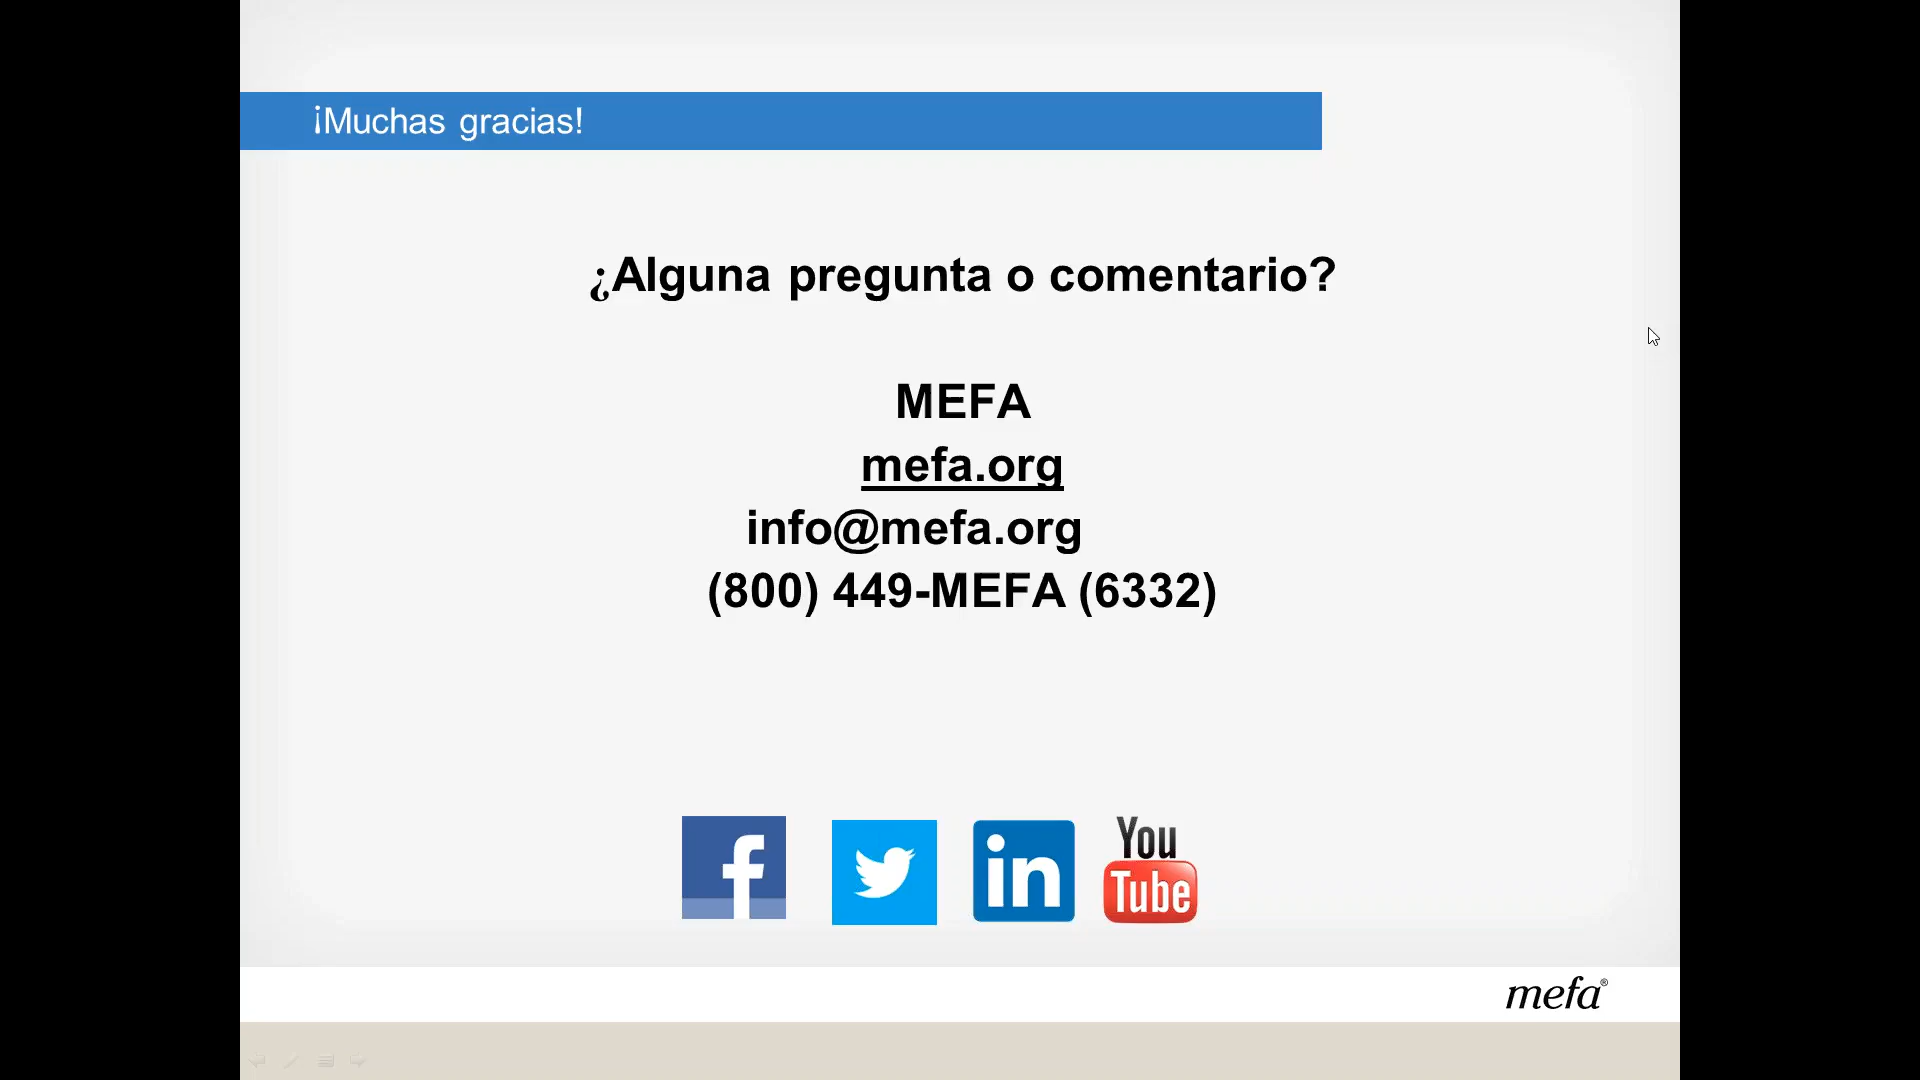 ¡Muchas gracias!
¿Alguna pregunta o comentario?
MEFA
mefa.org
info@mefa.org
(800) 449-MEFA (6332)
f
in
You
Tube
mefa®